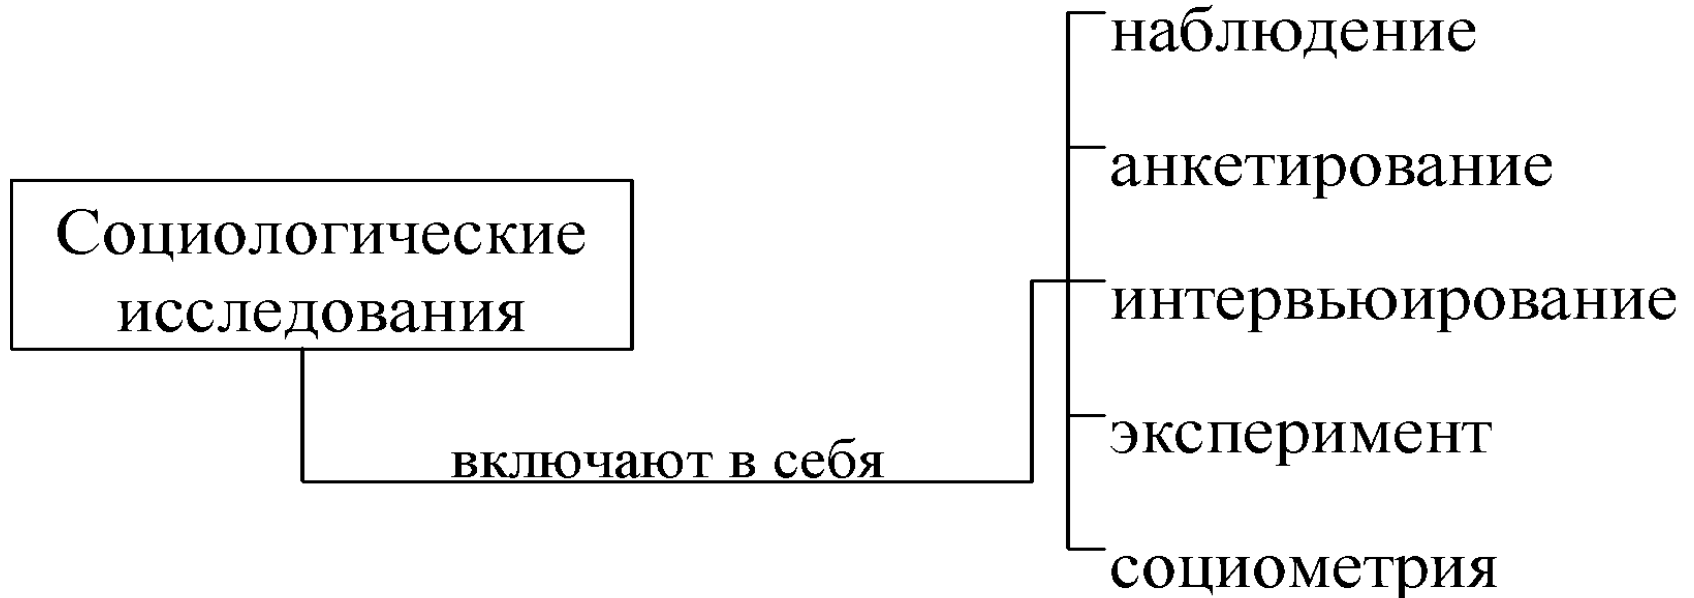 Социологические
исследования
включают в себя
наблюдение
анкетирование
интервьюирование
эксперимент
социометрия